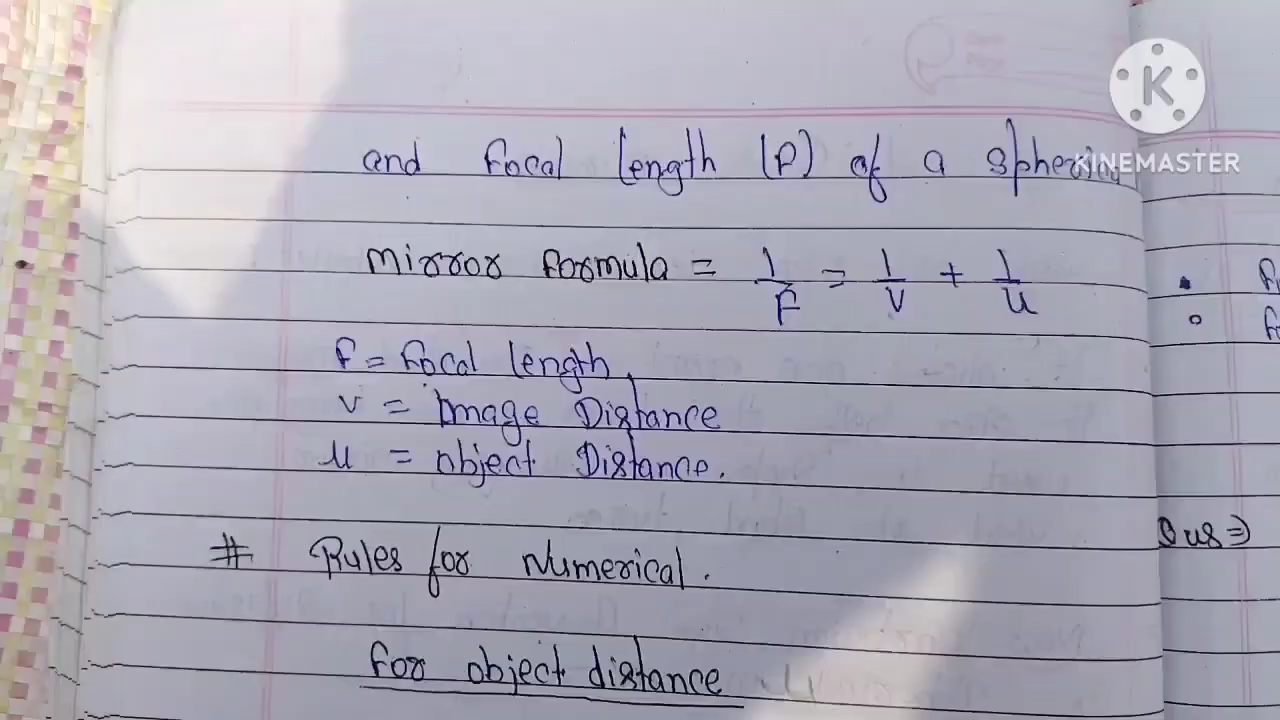 K
KINEMASTER
and focal length (f) of a spherical
mirror formula = 1/F = 1/v + 1/u
f = focal length
v = Image Distance
u = object Distance.
# Rules for Numerical.
for object distance u
Ques ⇒